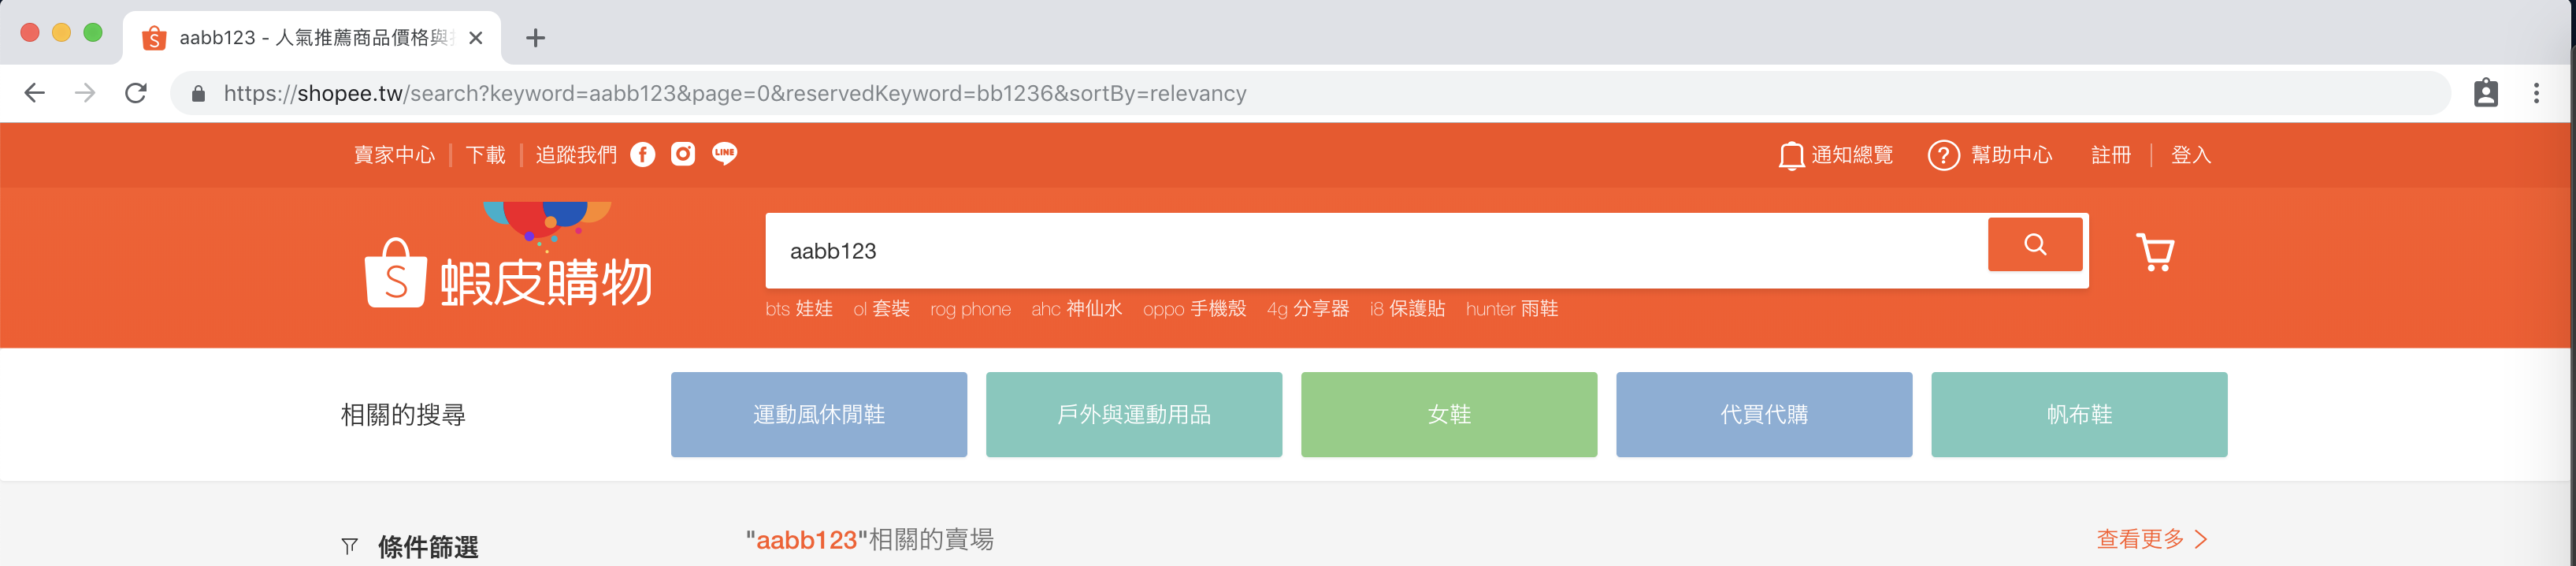 aabb123 - 人氣推薦商品價格與
https://shopee.tw/search?keyword=aabb123&page=0&reservedKeyword=bb1236&sortBy=relevancy
賣家中心 下載 追蹤我們 LINE 通知總覽 幫助中心 註冊 登入
蝦皮購物
aabb123
bts 娃娃 ol 套裝 rog phone ahc 神仙水 oppo 手機殼 4g 分享器 i8 保護貼 hunter 雨鞋
相關的搜尋 運動風休閒鞋 戶外與運動用品 女鞋 代買代購 帆布鞋
條件篩選 "aabb123"相關的賣場 查看更多